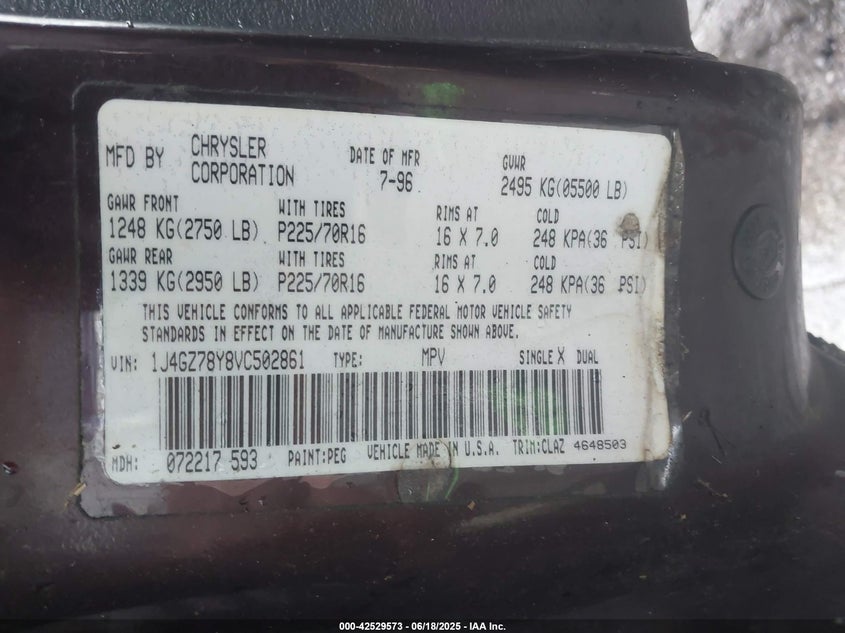 MFD BY CHRYSLER CORPORATION DATE OF MFR 7-96 GVWR 2495 KG(05500 LB)
GAWR FRONT WITH TIRES RIMS AT COLD
1248 KG(2750 LB) P225/70R16 16 X 7.0 248 KPA(36 PSI)
GAWR REAR WITH TIRES RIMS AT COLD
1339 KG(2950 LB) P225/70R16 16 X 7.0 248 KPA(36 PSI)
THIS VEHICLE CONFORMS TO ALL APPLICABLE FEDERAL MOTOR VEHICLE SAFETY
STANDARDS IN EFFECT ON THE DATE OF MANUFACTURE SHOWN ABOVE.
VIN: 1J4GZ78Y8VC502861 TYPE: MPV SINGLE X DUAL
MDH: 072217 593 PAINT:PEG VEHICLE MADE IN U.S.A. TRIM:CLAZ 4648503
000-42529573 - 06/18/2025 - IAA Inc.